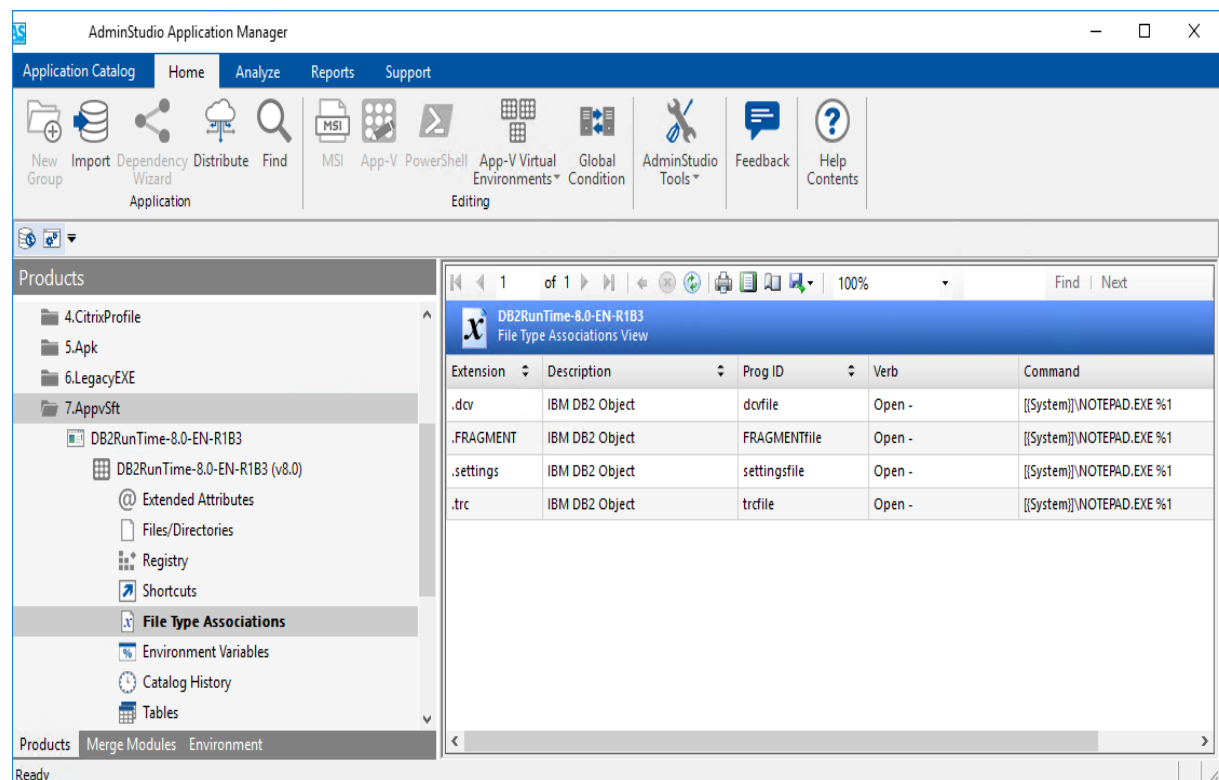 AS AdminStudio Application Manager
Application Catalog Home Analyze Reports Support
MSI
New Group Import Dependency Wizard Distribute Find MSI App-V PowerShell App-V Virtual Environments Global Condition AdminStudio Tools Feedback Help Contents
Application Editing
Products
1 of 1 100% Find | Next
4.CitrixProfile
5.Apk
6.LegacyEXE
7.AppvSft
DB2RunTime-8.0-EN-R1B3
DB2RunTime-8.0-EN-R1B3 (v8.0)
@ Extended Attributes
Files/Directories
Registry
Shortcuts
x File Type Associations
% Environment Variables
Catalog History
Tables
Products Merge Modules Environment
x DB2RunTime-8.0-EN-R1B3
File Type Associations View
Extension Description Prog ID Verb Command
.dcv IBM DB2 Object dcvfile Open - [{System}]\NOTEPAD.EXE %1
.FRAGMENT IBM DB2 Object FRAGMENTfile Open - [{System}]\NOTEPAD.EXE %1
.settings IBM DB2 Object settingsfile Open - [{System}]\NOTEPAD.EXE %1
.trc IBM DB2 Object trcfile Open - [{System}]\NOTEPAD.EXE %1
Ready